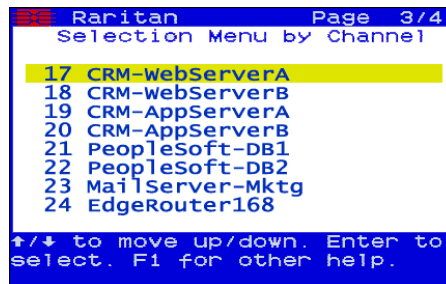 Raritan Page 3/4
Selection Menu by Channel
17 CRM-WebServerA
18 CRM-WebServerB
19 CRM-AppServerA
20 CRM-AppServerB
21 PeopleSoft-DB1
22 PeopleSoft-DB2
23 MailServer-Mktg
24 EdgeRouter168
↑/↓ to move up/down. Enter to
select. F1 for other help.